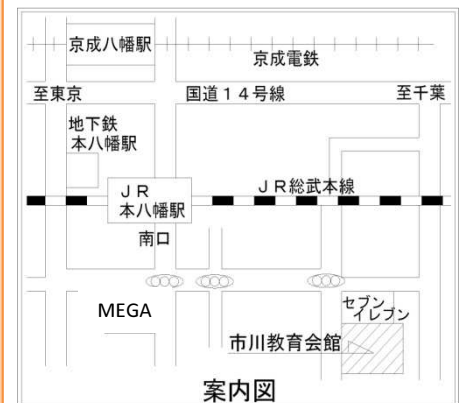 京成八幡駅
京成電鉄
至東京
国道14号線
至千葉
地下鉄
本八幡駅
JR
本八幡駅
JR総武本線
南口
MEGA
セブン
イレブン
市川教育会館
案内図